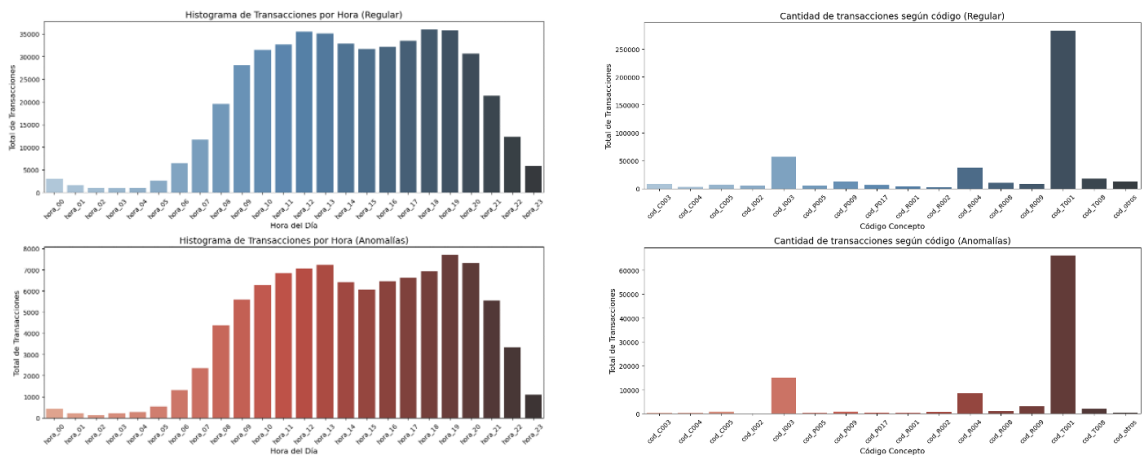 Histograma de Transacciones por Hora (Regular)
Total de Transacciones
35000
30000
25000
20000
15000
10000
5000
0
hora_00 hora_01 hora_02 hora_03 hora_04 hora_05 hora_06 hora_07 hora_08 hora_09 hora_10 hora_11 hora_12 hora_13 hora_14 hora_15 hora_16 hora_17 hora_18 hora_19 hora_20 hora_21 hora_22 hora_23
Hora del Día
Cantidad de transacciones según código (Regular)
Total de Transacciones
250000
200000
150000
100000
50000
0
cod_C003 cod_C004 cod_C005 cod_I002 cod_I003 cod_P005 cod_P009 cod_P017 cod_R001 cod_R002 cod_R004 cod_R008 cod_R009 cod_T001 cod_T008 cod_otros
Código Concepto
Histograma de Transacciones por Hora (Anomalías)
Total de Transacciones
8000
7000
6000
5000
4000
3000
2000
1000
0
hora_00 hora_01 hora_02 hora_03 hora_04 hora_05 hora_06 hora_07 hora_08 hora_09 hora_10 hora_11 hora_12 hora_13 hora_14 hora_15 hora_16 hora_17 hora_18 hora_19 hora_20 hora_21 hora_22 hora_23
Hora del Día
Cantidad de transacciones según código (Anomalías)
Total de Transacciones
60000
50000
40000
30000
20000
10000
0
cod_C003 cod_C004 cod_C005 cod_I002 cod_I003 cod_P005 cod_P009 cod_P017 cod_R001 cod_R002 cod_R004 cod_R008 cod_R009 cod_T001 cod_T008 cod_otros
Código Concepto